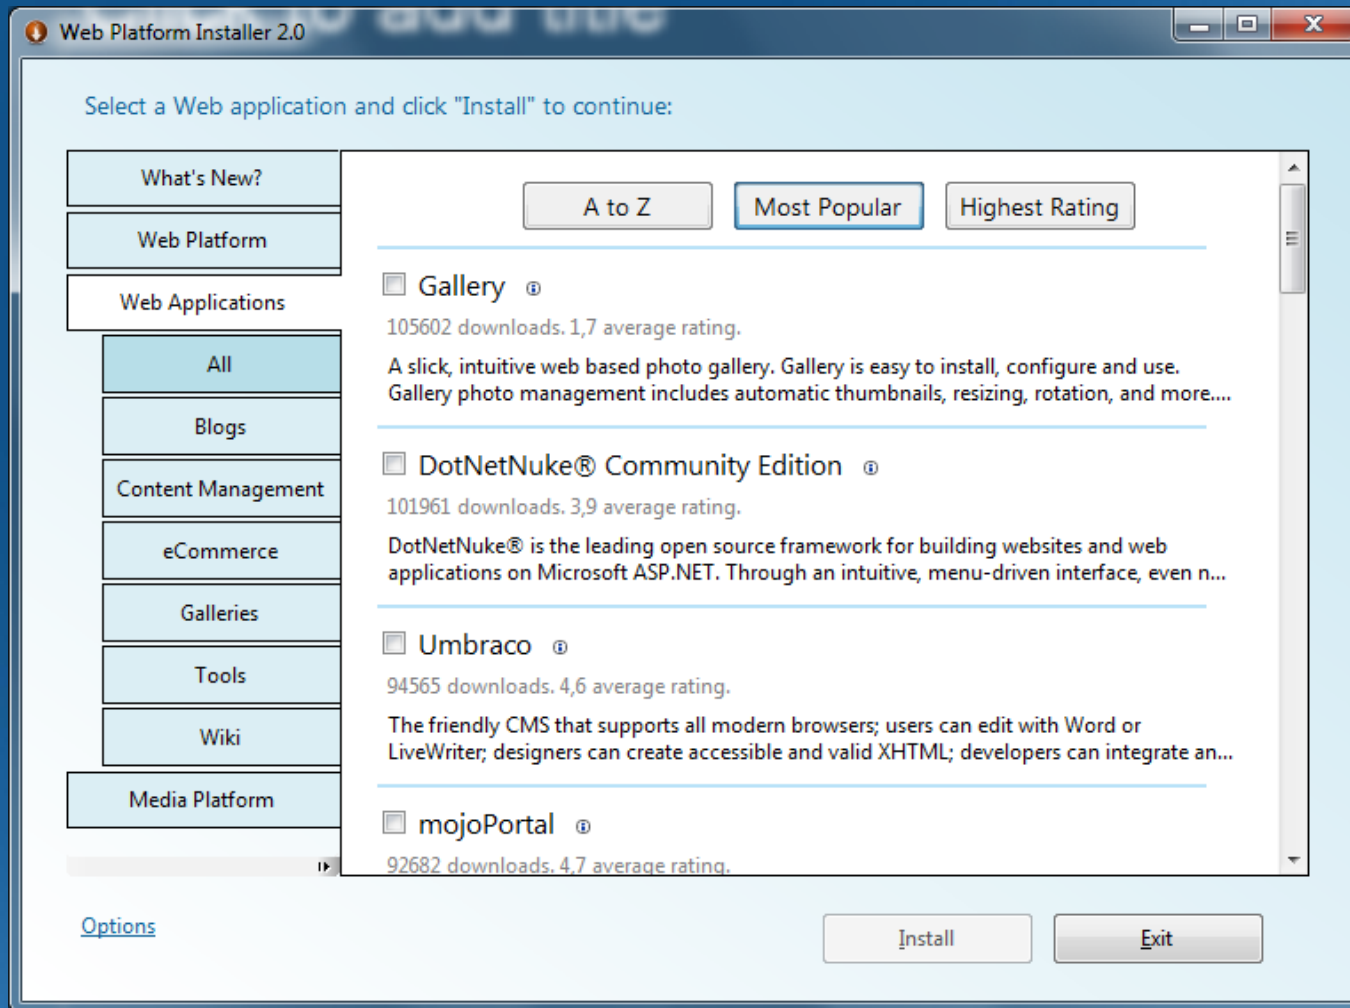 Click to add title
Web Platform Installer 2.0
Select a Web application and click "Install" to continue:
What's New?
Web Platform
Web Applications
All
Blogs
Content Management
eCommerce
Galleries
Tools
Wiki
Media Platform
A to Z
Most Popular
Highest Rating
Gallery
105602 downloads. 1,7 average rating.
A slick, intuitive web based photo gallery. Gallery is easy to install, configure and use.
Gallery photo management includes automatic thumbnails, resizing, rotation, and more....
DotNetNuke® Community Edition
101961 downloads. 3,9 average rating.
DotNetNuke® is the leading open source framework for building websites and web
applications on Microsoft ASP.NET. Through an intuitive, menu-driven interface, even n...
Umbraco
94565 downloads. 4,6 average rating.
The friendly CMS that supports all modern browsers; users can edit with Word or
LiveWriter; designers can create accessible and valid XHTML; developers can integrate an...
mojoPortal
92682 downloads. 4,7 average rating.
Options
Install
Exit